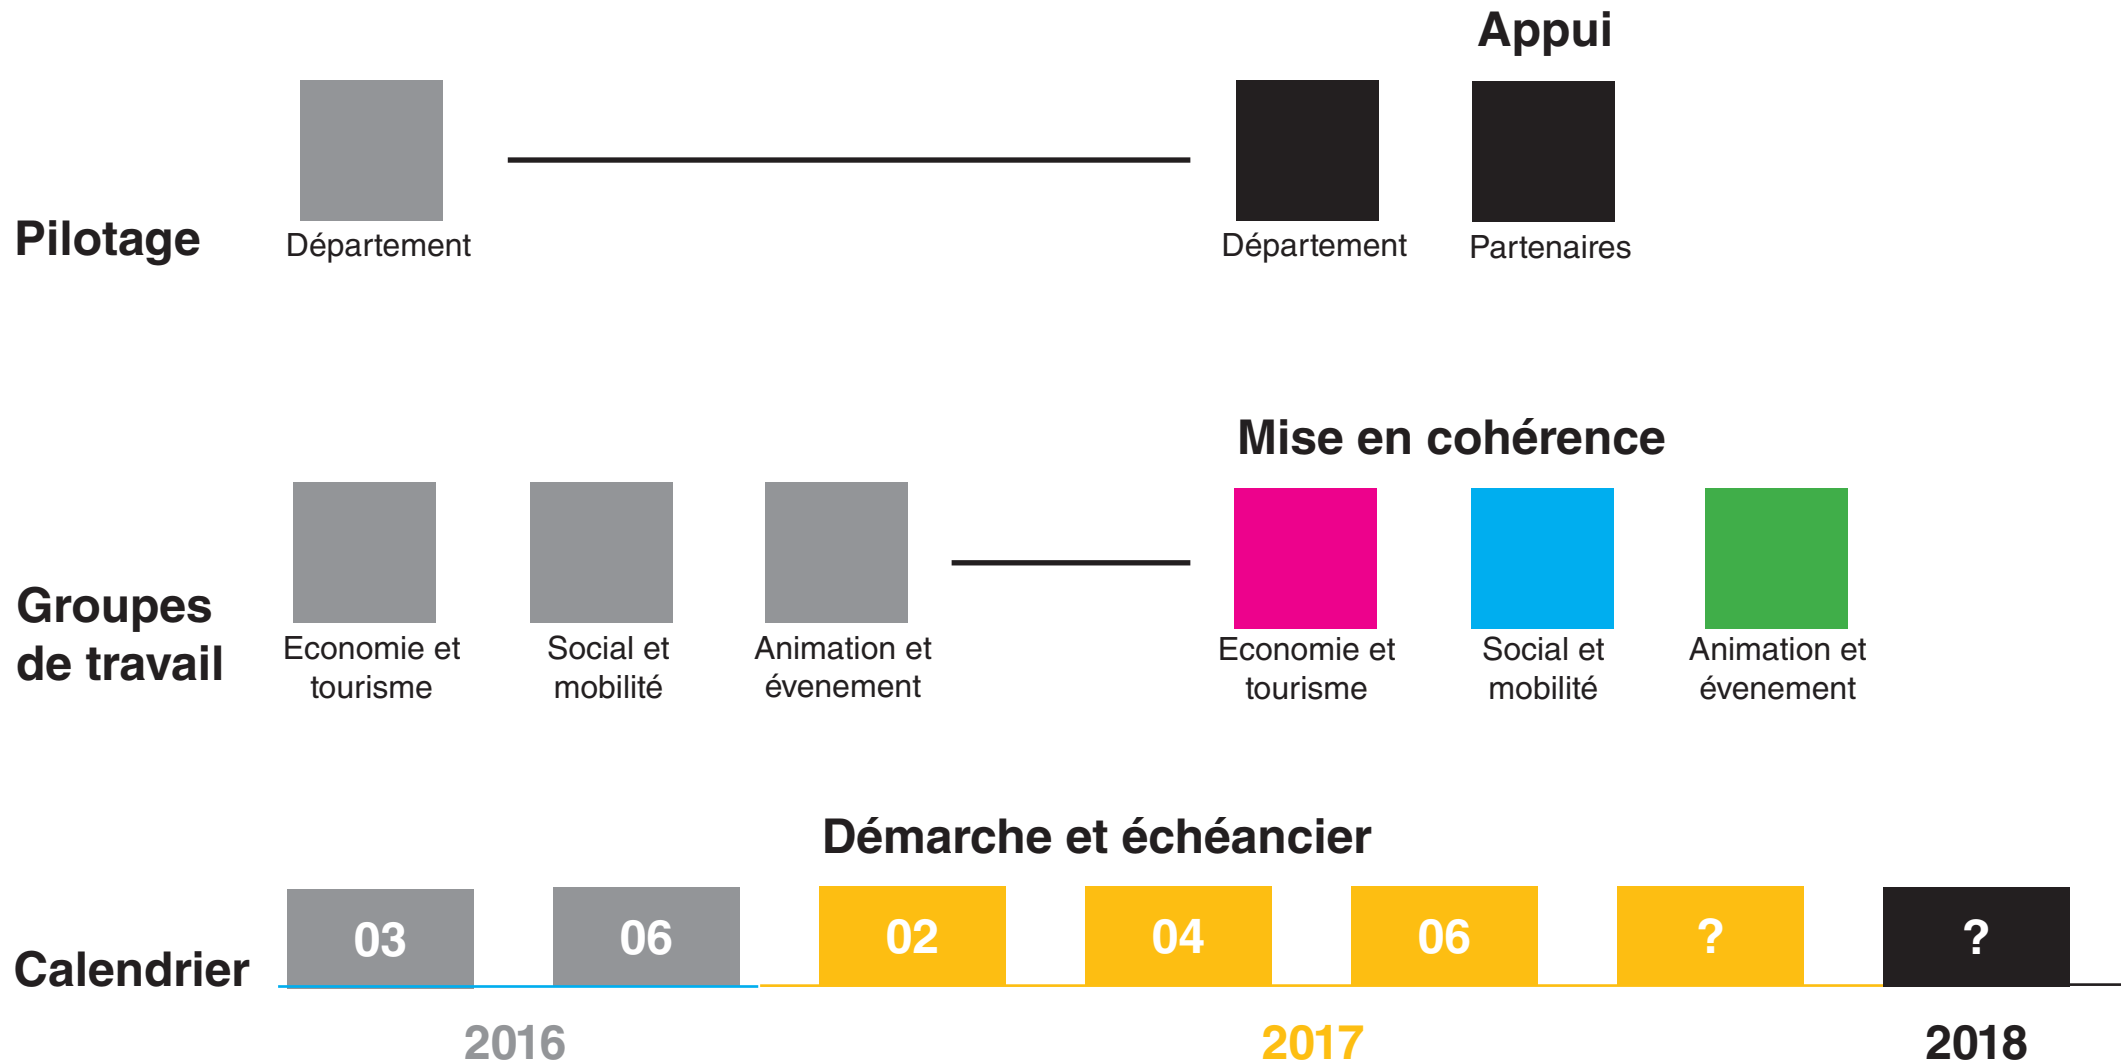 Appui
Pilotage
Département
Département
Partenaires
Mise en cohérence
Groupes
de travail
Economie et
tourisme
Social et
mobilité
Animation et
évenement
Economie et
tourisme
Social et
mobilité
Animation et
évenement
Démarche et échéancier
Calendrier
03
06
02
04
06
?
?
2016
2017
2018